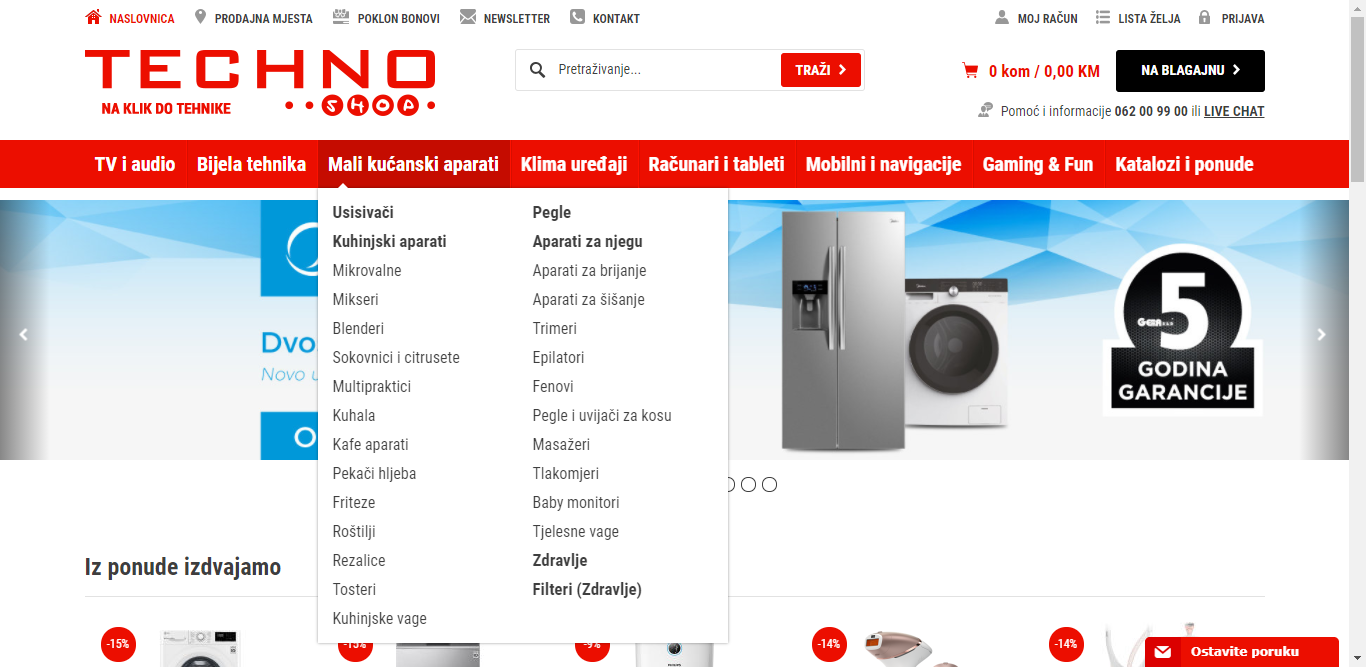 NASLOVNICA PRODAJNA MJESTA POKLON BONOVI NEWSLETTER KONTAKT MOJ RAČUN LISTA ŽELJA PRIJAVA
TECHNO
NA KLIK DO TEHNIKE SHOP
Pretraživanje... TRAŽI
0 kom / 0,00 KM NA BLAGAJNU
Pomoć i informacije 062 00 99 00 ili LIVE CHAT
TV i audio Bijela tehnika Mali kućanski aparati Klima uređaji Računari i tableti Mobilni i navigacije Gaming & Fun Katalozi i ponude
Usisivači
Kuhinjski aparati
Mikrovalne
Mikseri
Blenderi
Sokovnici i citrusete
Multipraktici
Kuhala
Kafe aparati
Pekači hljeba
Friteze
Roštilji
Rezalice
Tosteri
Kuhinjske vage
Pegle
Aparati za njegu
Aparati za brijanje
Aparati za šišanje
Trimeri
Epilatori
Fenovi
Pegle i uvijači za kosu
Masažeri
Tlakomjeri
Baby monitori
Tjelesne vage
Zdravlje
Filteri (Zdravlje)
Dvo
Novo
5
GODINA
GARANCIJE
Iz ponude izdvajamo
-15% -15% -9% -14% -14%
PHILIPS
Ostavite poruku